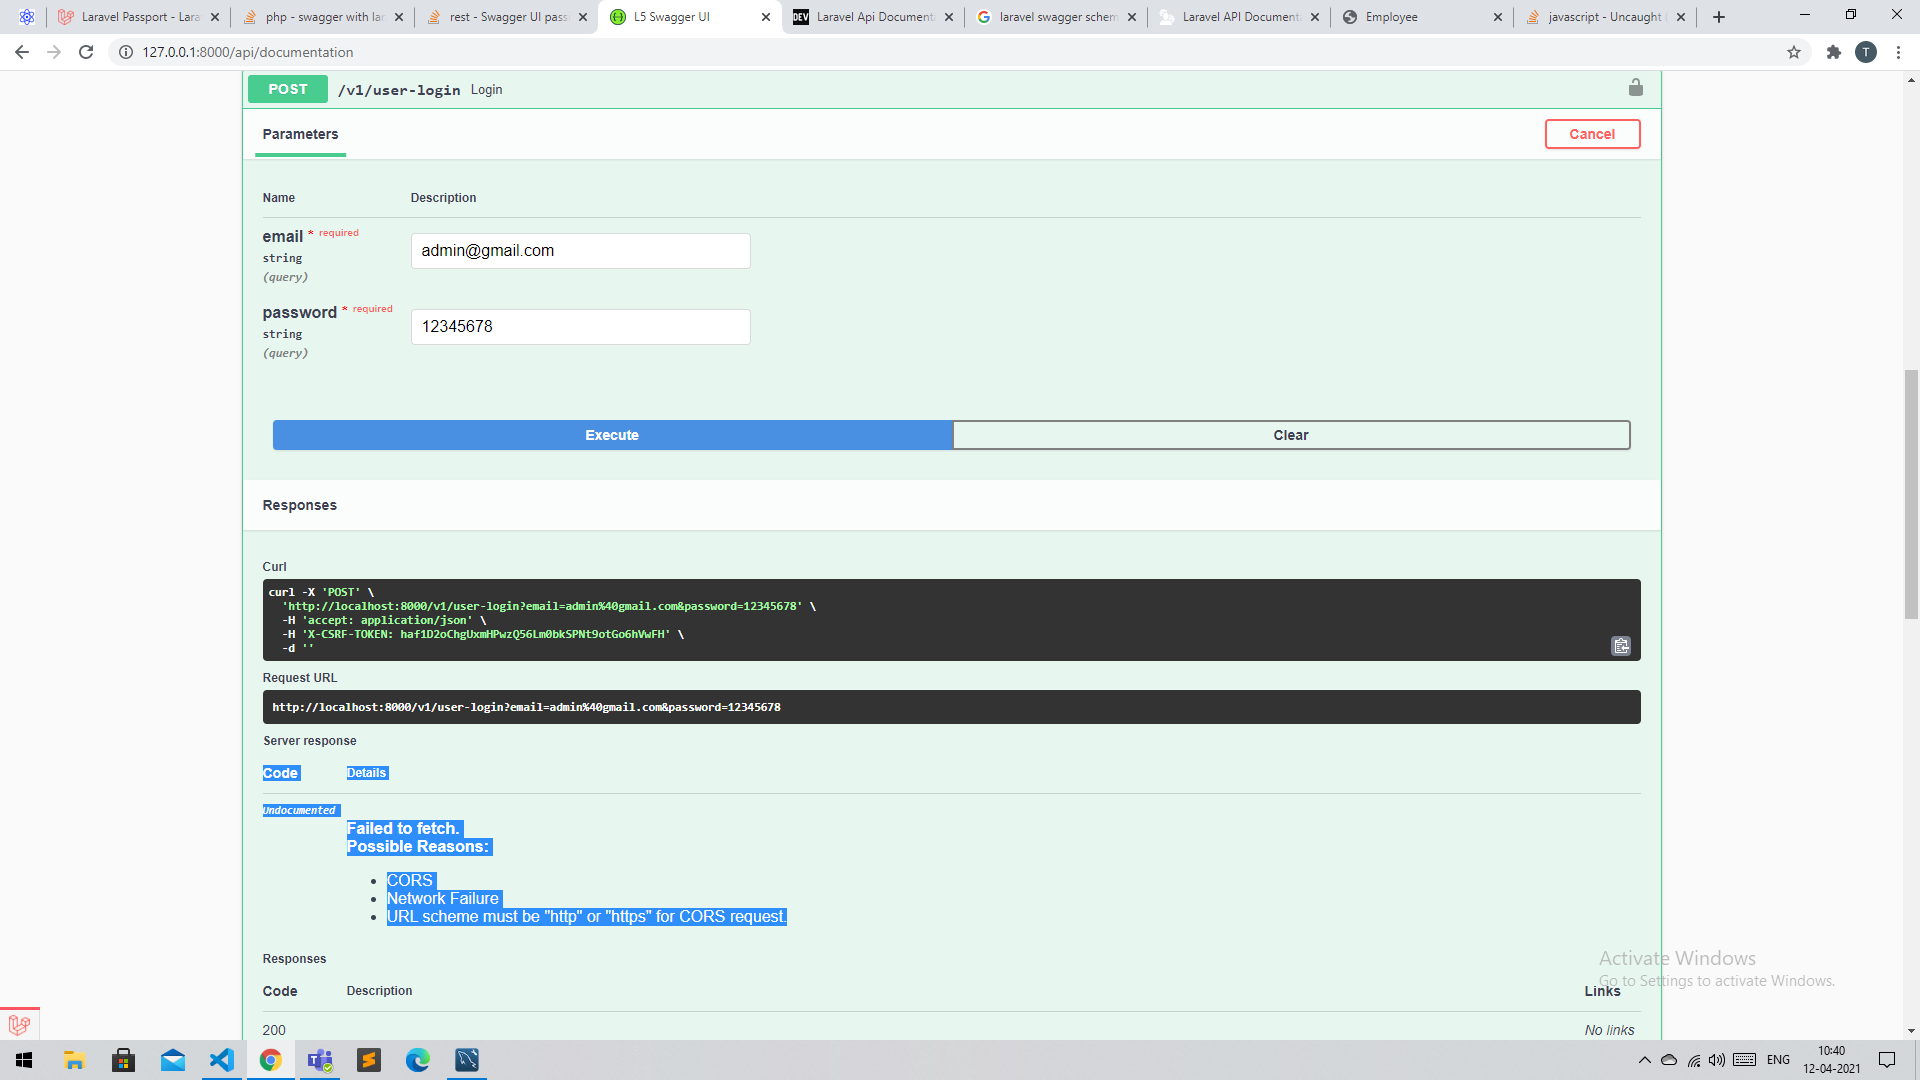 Laravel Passport - Lara
php - swagger with lar
rest - Swagger UI pass
L5 Swagger UI
DEV
Laravel Api Documenta
laravel swagger schem
Laravel API Document
Employee
javascript - Uncaught
127.0.0.1:8000/api/documentation
T
POST /v1/user-login Login
Parameters
Cancel
Name Description
email * required
string
(query)
admin@gmail.com
password * required
string
(query)
12345678
Execute
Clear
Responses
Curl
curl -X 'POST' \
'http://localhost:8000/v1/user-login?email=admin%40gmail.com&password=12345678' \
-H 'accept: application/json' \
-H 'X-CSRF-TOKEN: haf1D2oChgUxmHPwzQ56Lm0bkSPNt9otGo6hVwFH' \
-d ''
Request URL
http://localhost:8000/v1/user-login?email=admin%40gmail.com&password=12345678
Server response
Code Details
Undocumented
Failed to fetch.
Possible Reasons:
• CORS
• Network Failure
• URL scheme must be "http" or "https" for CORS request.
Responses
Activate Windows
Go to Settings to activate Windows.
Code Description Links
200 No links
ENG
10:40
12-04-2021